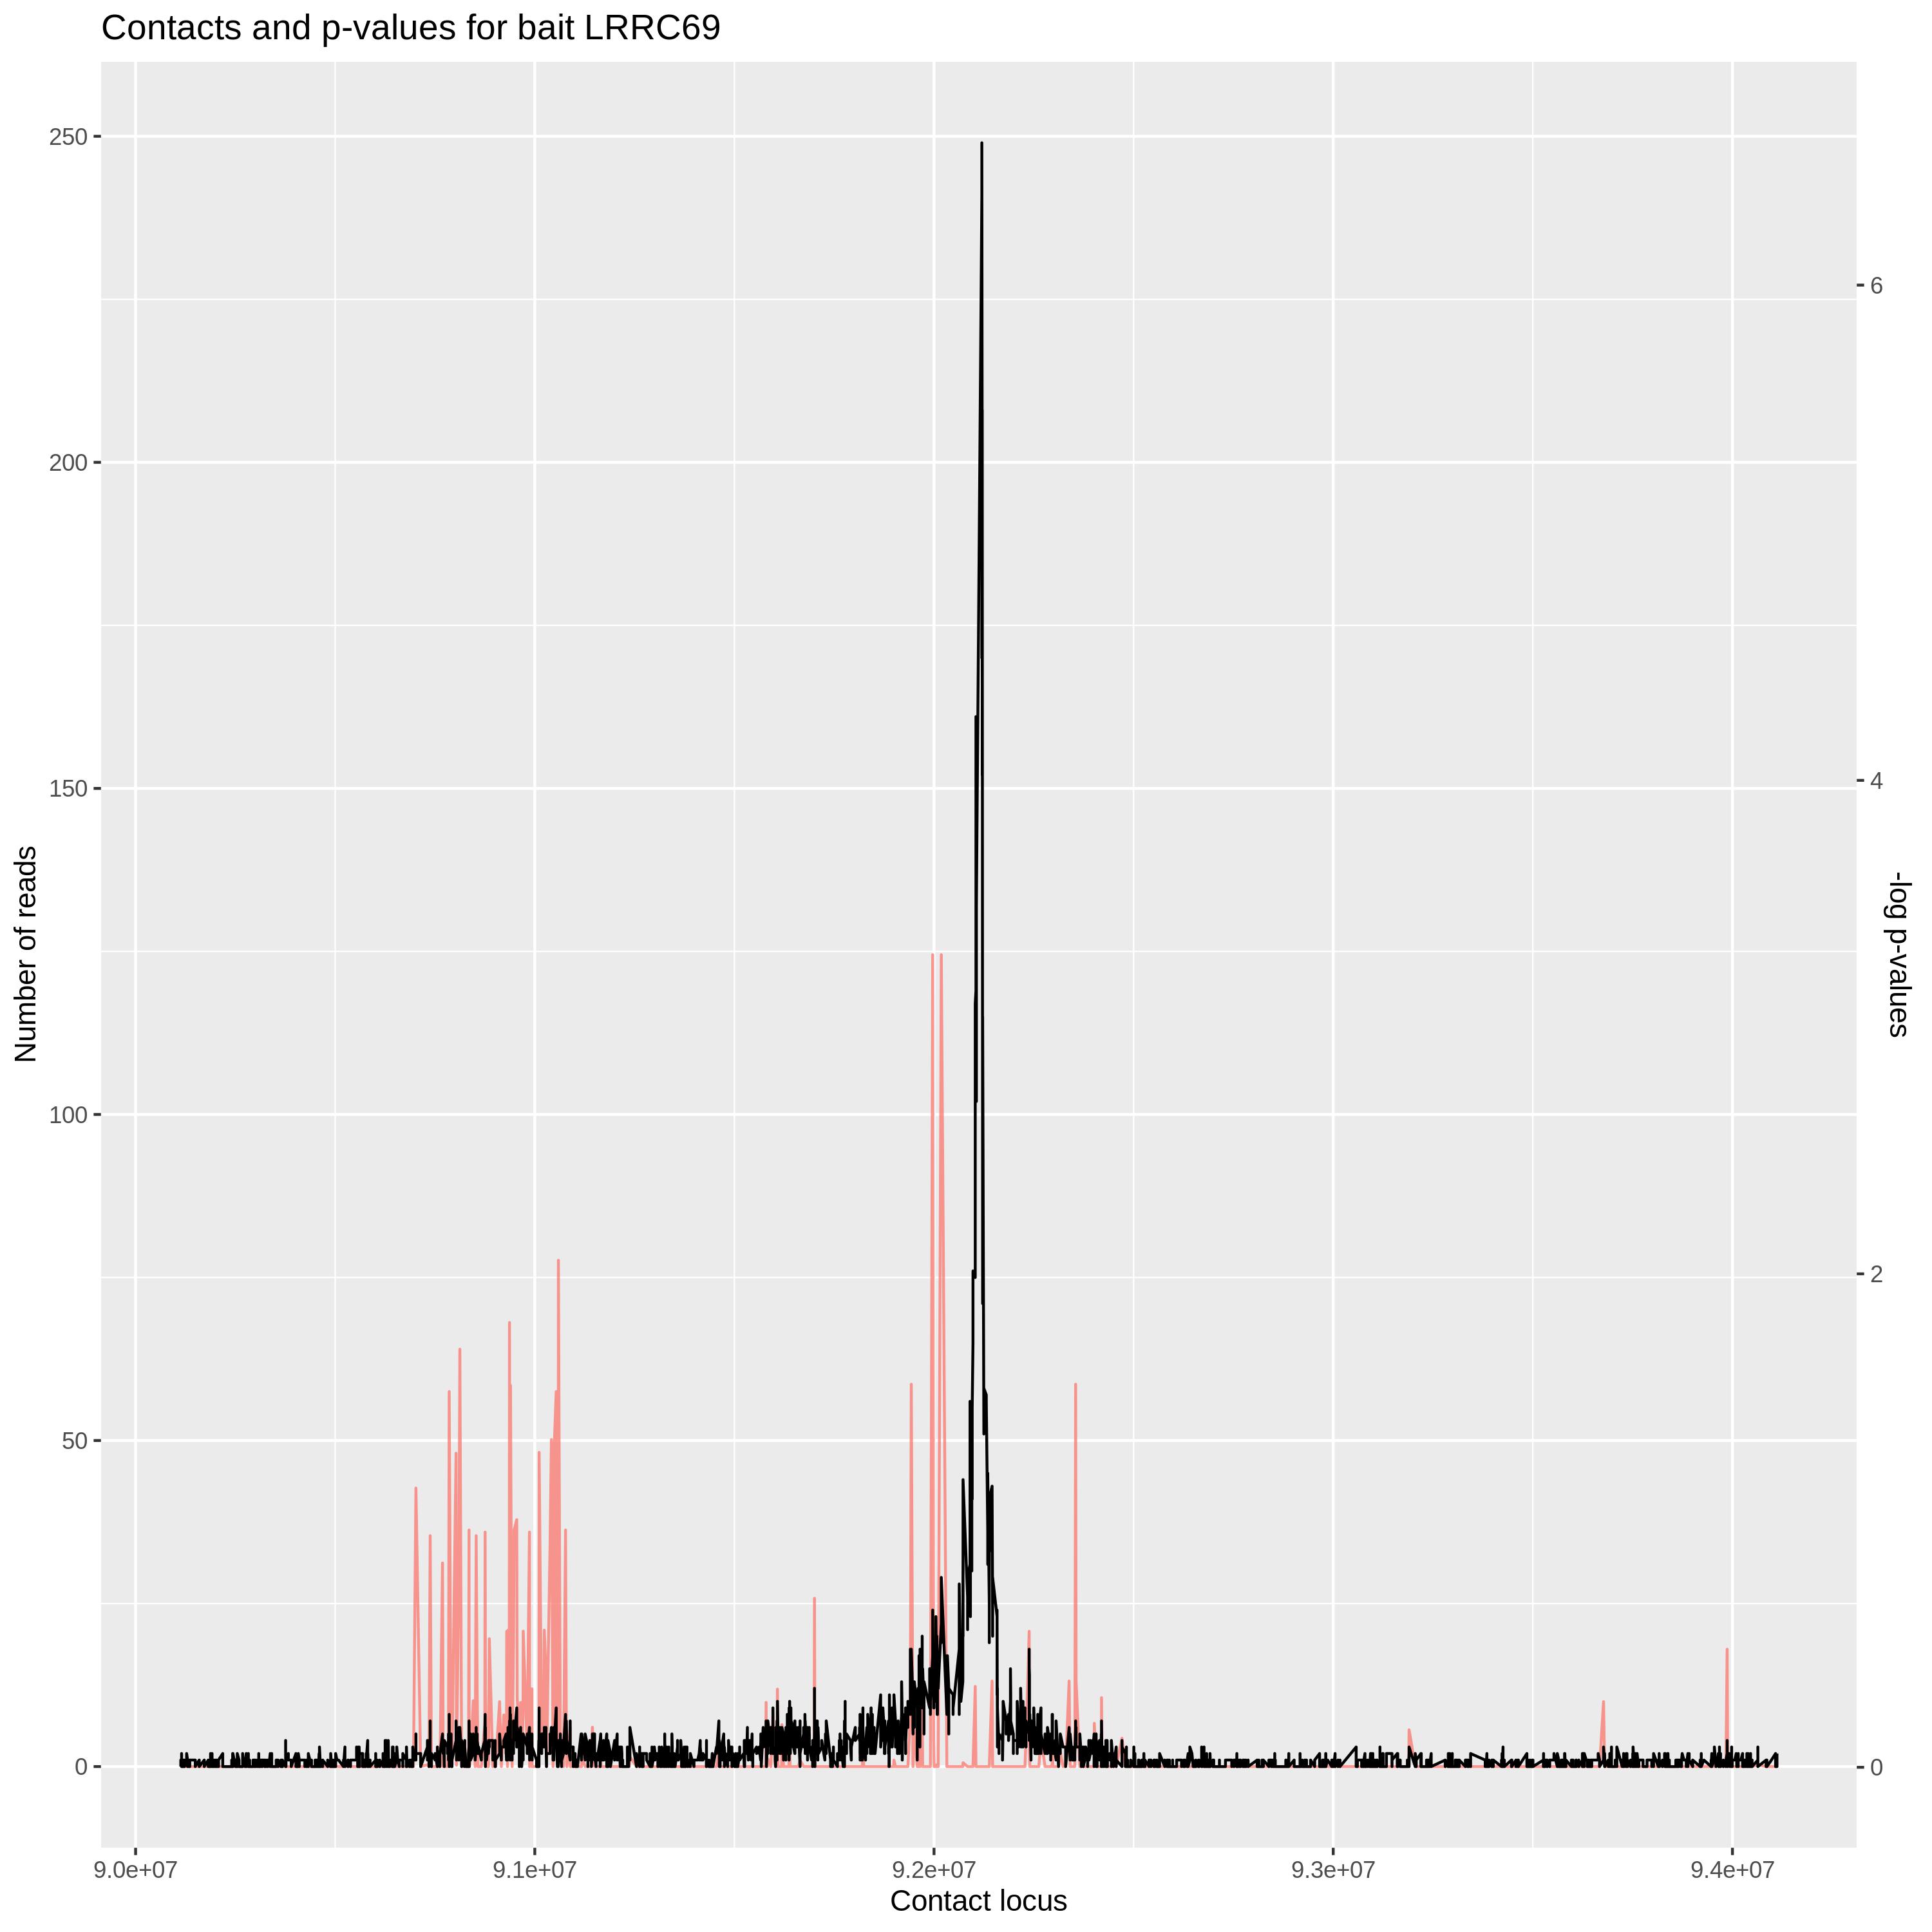 Contacts and p-values for bait LRRC69
250
200
150
100
50
0
Number of reads
6
4
2
0
-log p-values
9.0e+07 9.1e+07 9.2e+07 9.3e+07 9.4e+07
Contact locus